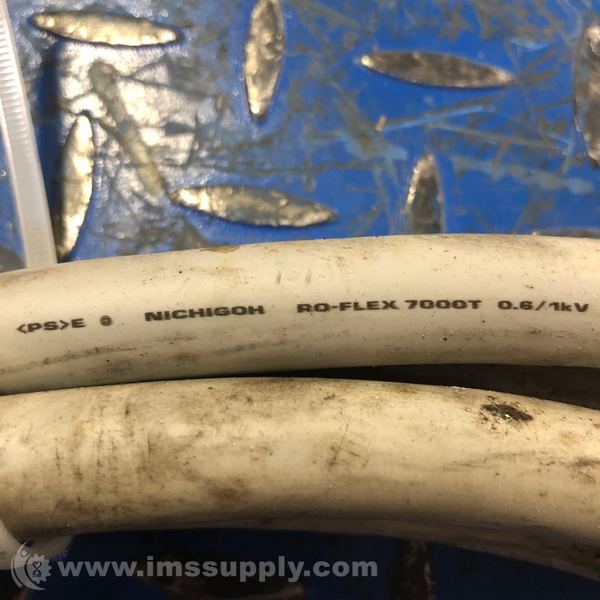 <PS>E NICHIGOH RO-FLEX 7000T 0.6/1kV
www.imssupply.com